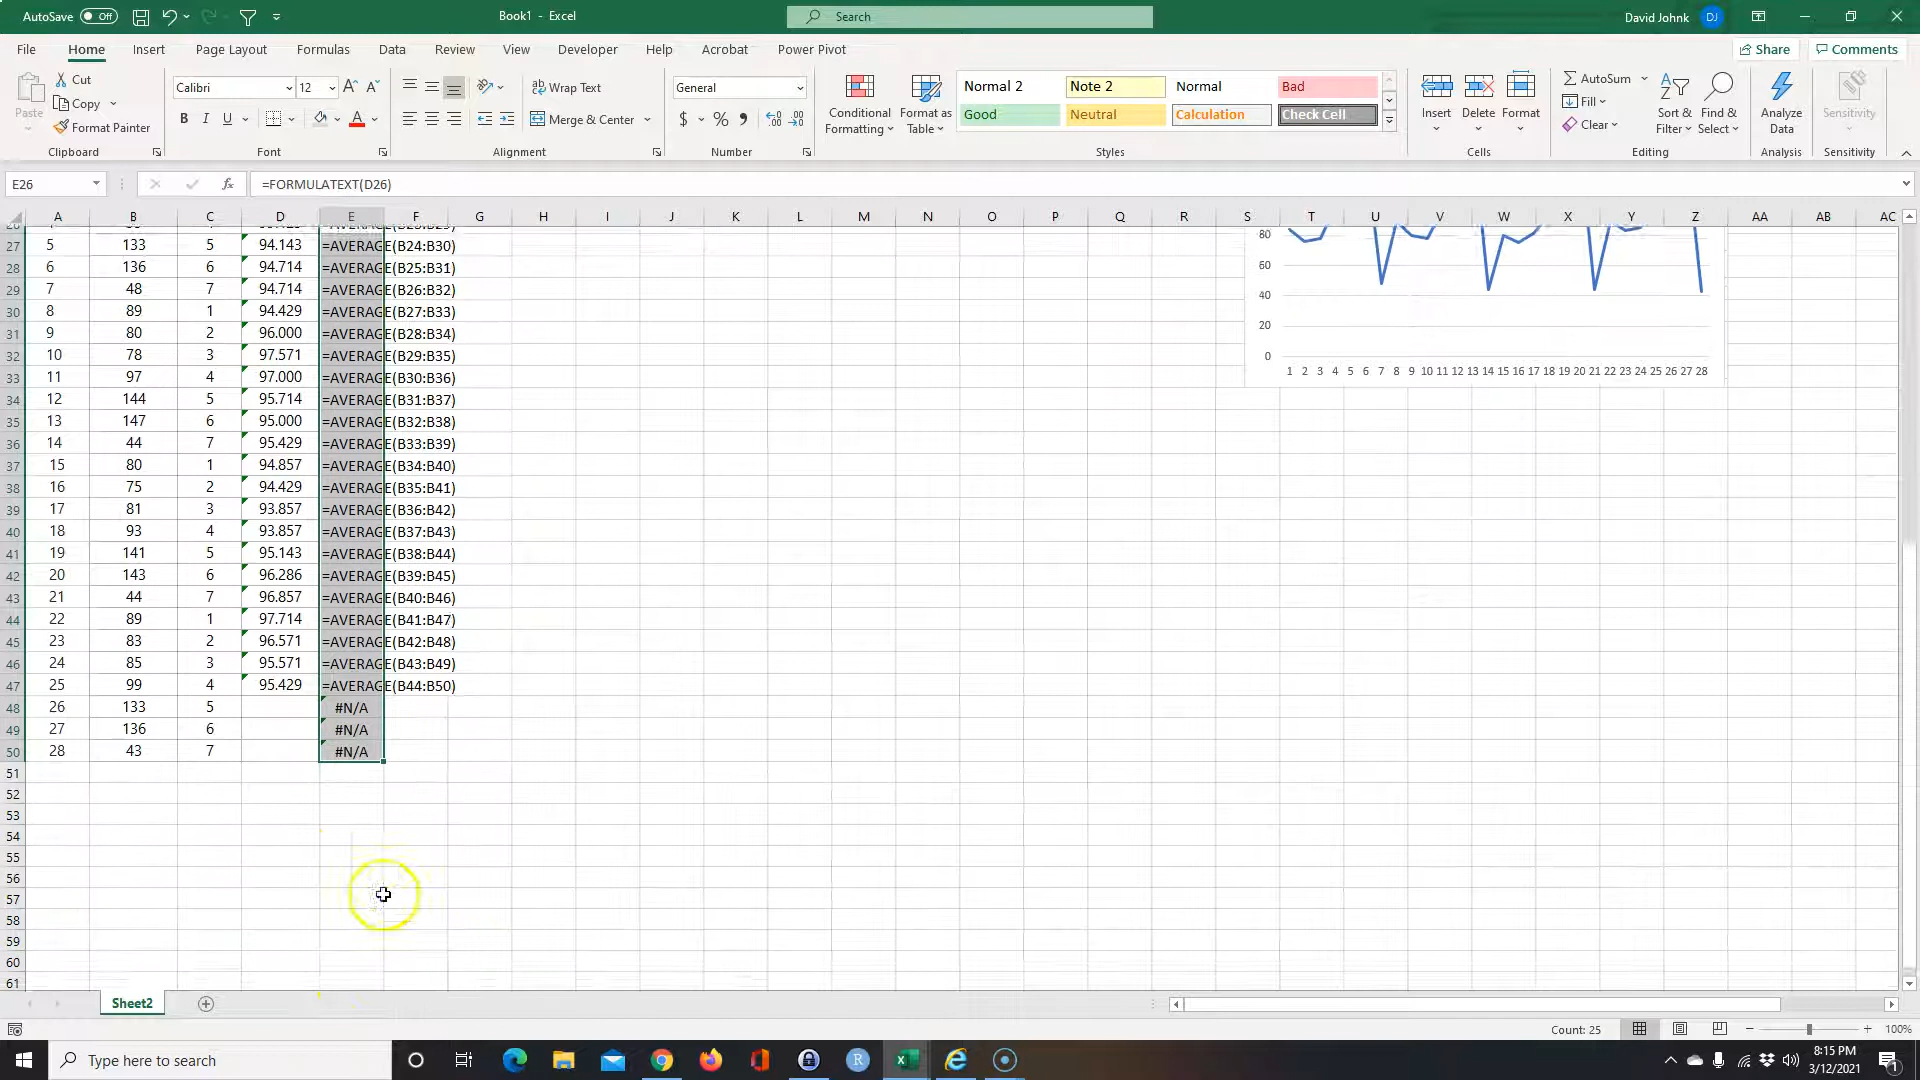 AutoSave Off Book1 - Excel Search David Johnk DJ
File Home Insert Page Layout Formulas Data Review View Developer Help Acrobat Power Pivot Share Comments
Paste Cut Copy Format Painter Clipboard
Calibri 12 A A B I U A Font
Wrap Text Merge & Center Alignment
General $ % Number
Conditional Formatting Format as Table
Normal 2 Note 2 Normal Bad
Good Neutral Calculation Check Cell
Styles
Insert Delete Format Cells
AutoSum Fill Clear Sort & Filter Find & Select Editing
Analyze Data Analysis
Sensitivity Sensitivity
E26 fx =FORMULATEXT(D26)
A B C D E F G H I J K L M N O P Q R S T U V W X Y Z AA AB AC
27 5 133 5 94.143 =AVERAGE(B24:B30)
28 6 136 6 94.714 =AVERAGE(B25:B31)
29 7 48 7 94.714 =AVERAGE(B26:B32)
30 8 89 1 94.429 =AVERAGE(B27:B33)
31 9 80 2 96.000 =AVERAGE(B28:B34)
32 10 78 3 97.571 =AVERAGE(B29:B35)
33 11 97 4 97.000 =AVERAGE(B30:B36)
34 12 144 5 95.714 =AVERAGE(B31:B37)
35 13 147 6 95.000 =AVERAGE(B32:B38)
36 14 44 7 95.429 =AVERAGE(B33:B39)
37 15 80 1 94.857 =AVERAGE(B34:B40)
38 16 75 2 94.429 =AVERAGE(B35:B41)
39 17 81 3 93.857 =AVERAGE(B36:B42)
40 18 93 4 93.857 =AVERAGE(B37:B43)
41 19 141 5 95.143 =AVERAGE(B38:B44)
42 20 143 6 96.286 =AVERAGE(B39:B45)
43 21 44 7 96.857 =AVERAGE(B40:B46)
44 22 89 1 97.714 =AVERAGE(B41:B47)
45 23 83 2 96.571 =AVERAGE(B42:B48)
46 24 85 3 95.571 =AVERAGE(B43:B49)
47 25 99 4 95.429 =AVERAGE(B44:B50)
48 26 133 5 #N/A
49 27 136 6 #N/A
50 28 43 7 #N/A
51
52
53
54
55
56
57
58
59
60
61
80
60
40
20
0
1 2 3 4 5 6 7 8 9 10 11 12 13 14 15 16 17 18 19 20 21 22 23 24 25 26 27 28
Sheet2
Count: 25 100%
Type here to search
8:15 PM
3/12/2021